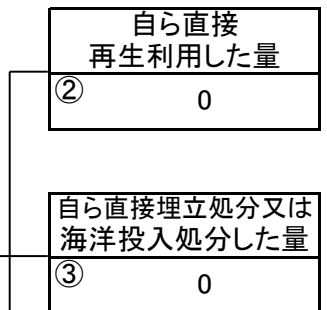 自ら直接
再生利用した量
② 0
自ら直接埋立処分又は
海洋投入処分した量
③ 0